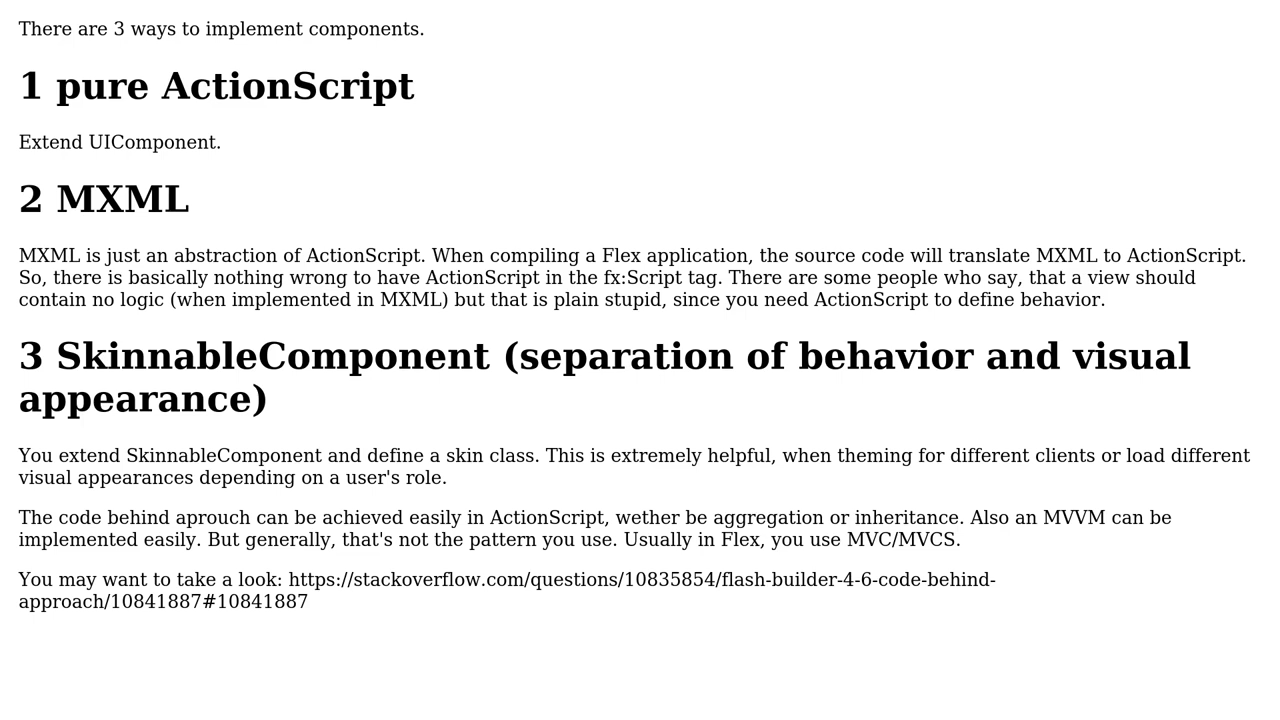 There are 3 ways to implement components.
1 pure ActionScript
Extend UIComponent.
2 MXML
MXML is just an abstraction of ActionScript. When compiling a Flex application, the source code will translate MXML to ActionScript.
So, there is basically nothing wrong to have ActionScript in the fx:Script tag. There are some people who say, that a view should
contain no logic (when implemented in MXML) but that is plain stupid, since you need ActionScript to define behavior.
3 SkinnableComponent (separation of behavior and visual
appearance)
You extend SkinnableComponent and define a skin class. This is extremely helpful, when theming for different clients or load different
visual appearances depending on a user's role.
The code behind aprouch can be achieved easily in ActionScript, wether be aggregation or inheritance. Also an MVVM can be
implemented easily. But generally, that's not the pattern you use. Usually in Flex, you use MVC/MVCS.
You may want to take a look: https://stackoverflow.com/questions/10835854/flash-builder-4-6-code-behind-
approach/10841887#10841887